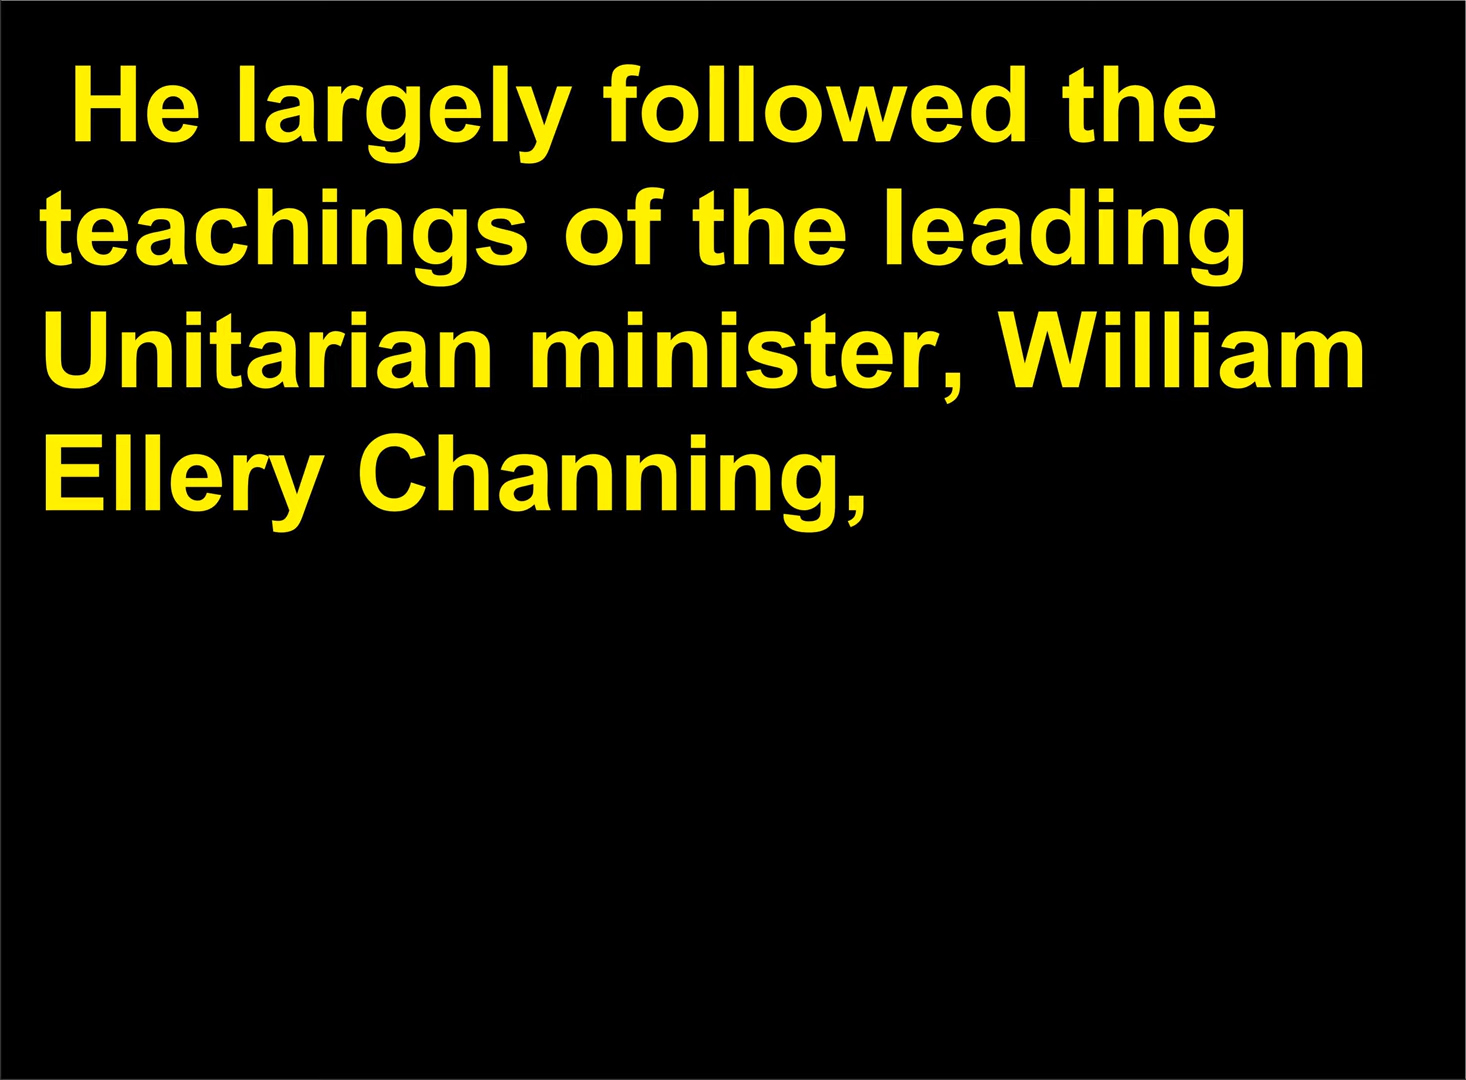 He largely followed the
teachings of the leading
Unitarian minister, William
Ellery Channing,